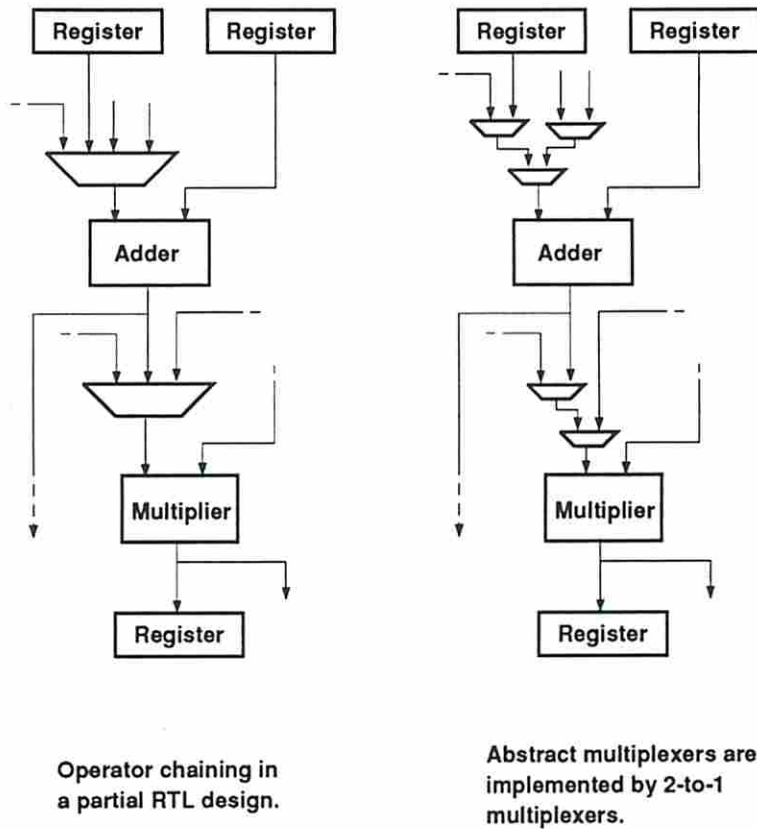 Register
Register
Adder
Multiplier
Register
Operator chaining in
a partial RTL design.
Register
Register
Adder
Multiplier
Register
Abstract multiplexers are
implemented by 2-to-1
multiplexers.